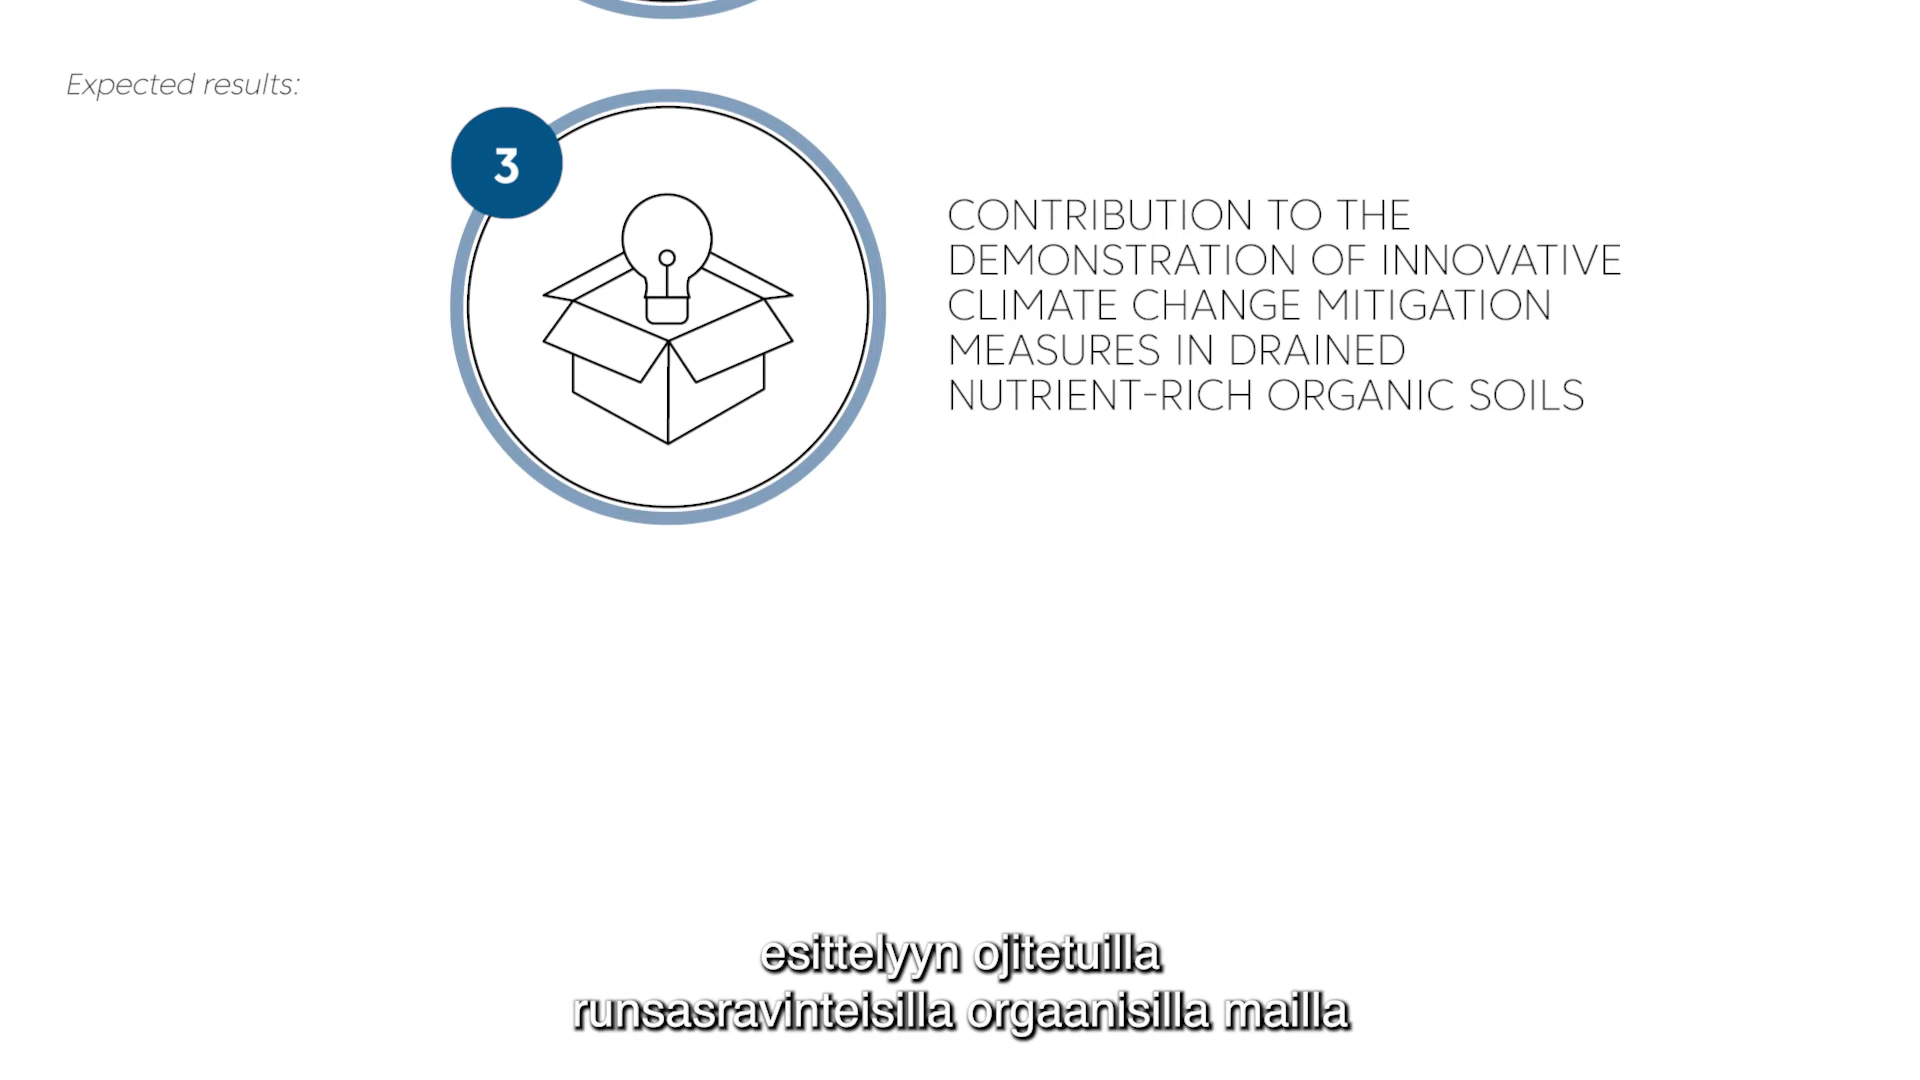 Expected results:
3
CONTRIBUTION TO THE
DEMONSTRATION OF INNOVATIVE
CLIMATE CHANGE MITIGATION
MEASURES IN DRAINED
NUTRIENT-RICH ORGANIC SOILS
esittelyyn ojitetuilla
runsasravinteisilla orgaanisilla mailla